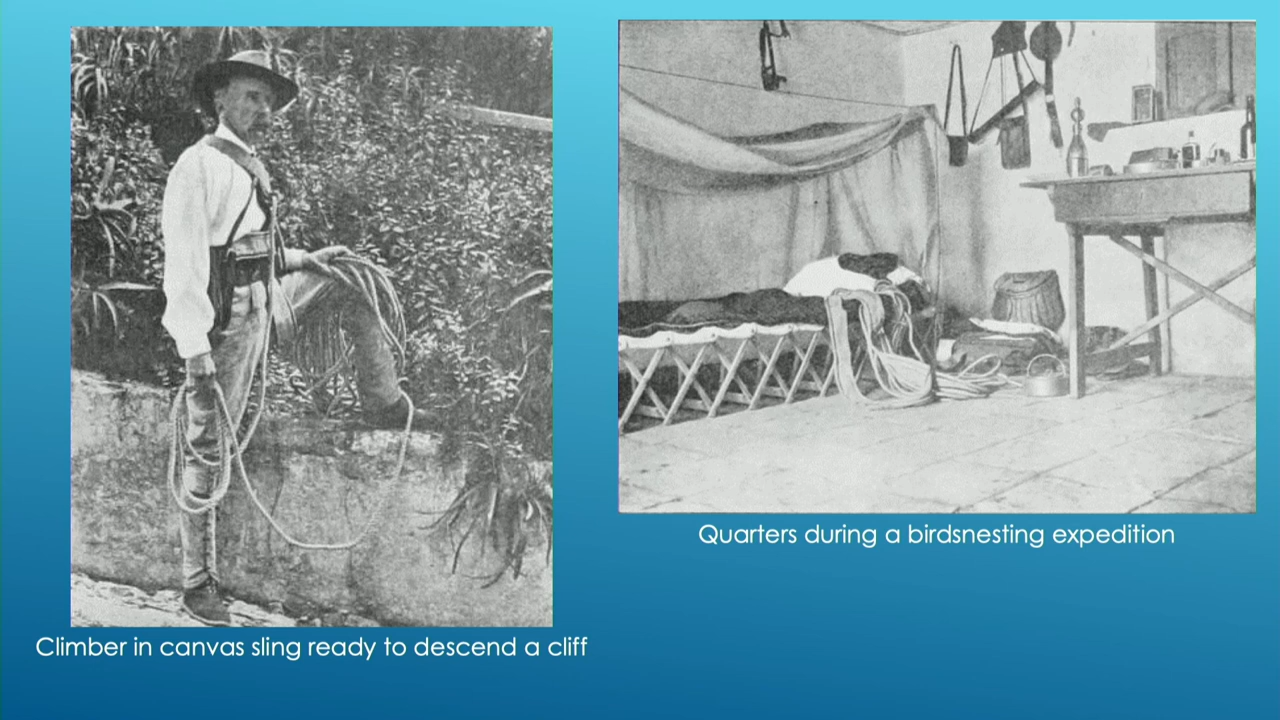 Quarters during a birdsnesting expedition
Climber in canvas sling ready to descend a cliff